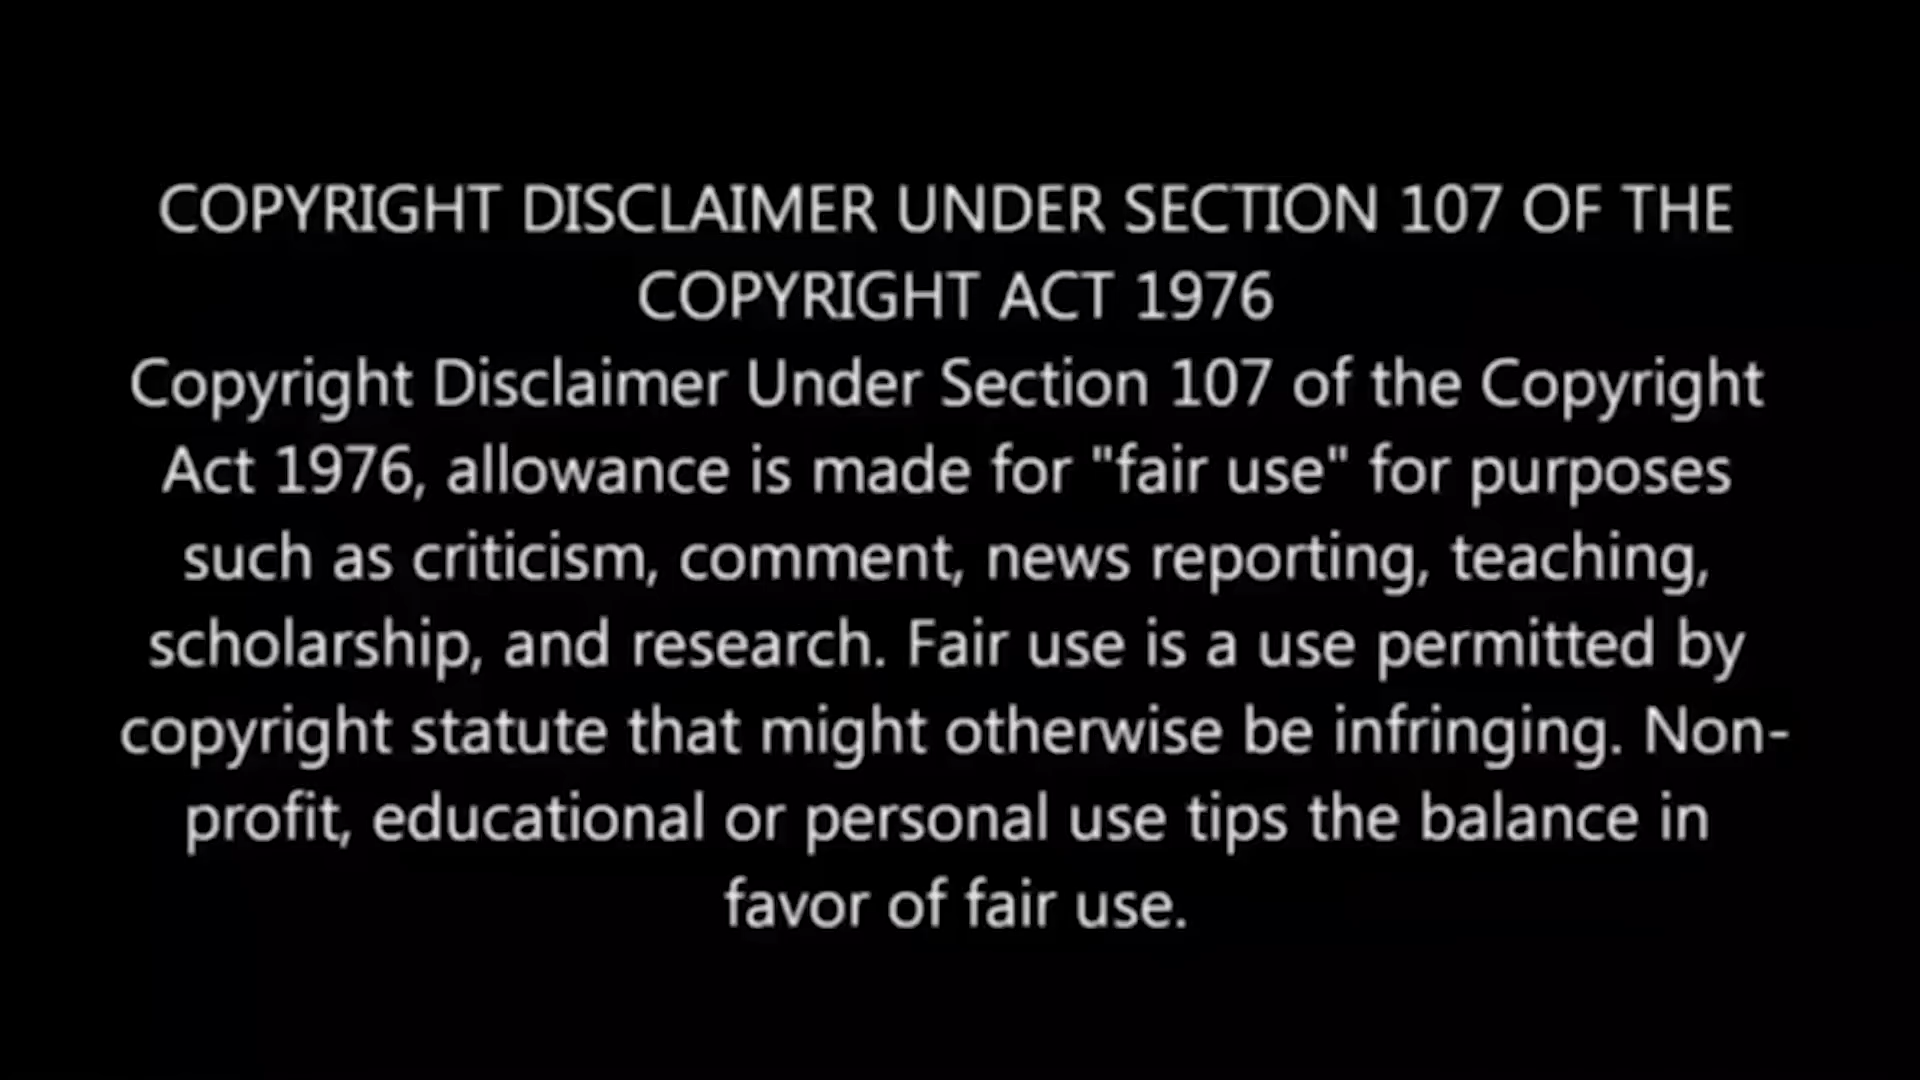 COPYRIGHT DISCLAIMER UNDER SECTION 107 OF THE
COPYRIGHT ACT 1976
Copyright Disclaimer Under Section 107 of the Copyright
Act 1976, allowance is made for "fair use" for purposes
such as criticism, comment, news reporting, teaching,
scholarship, and research. Fair use is a use permitted by
copyright statute that might otherwise be infringing. Non-
profit, educational or personal use tips the balance in
favor of fair use.